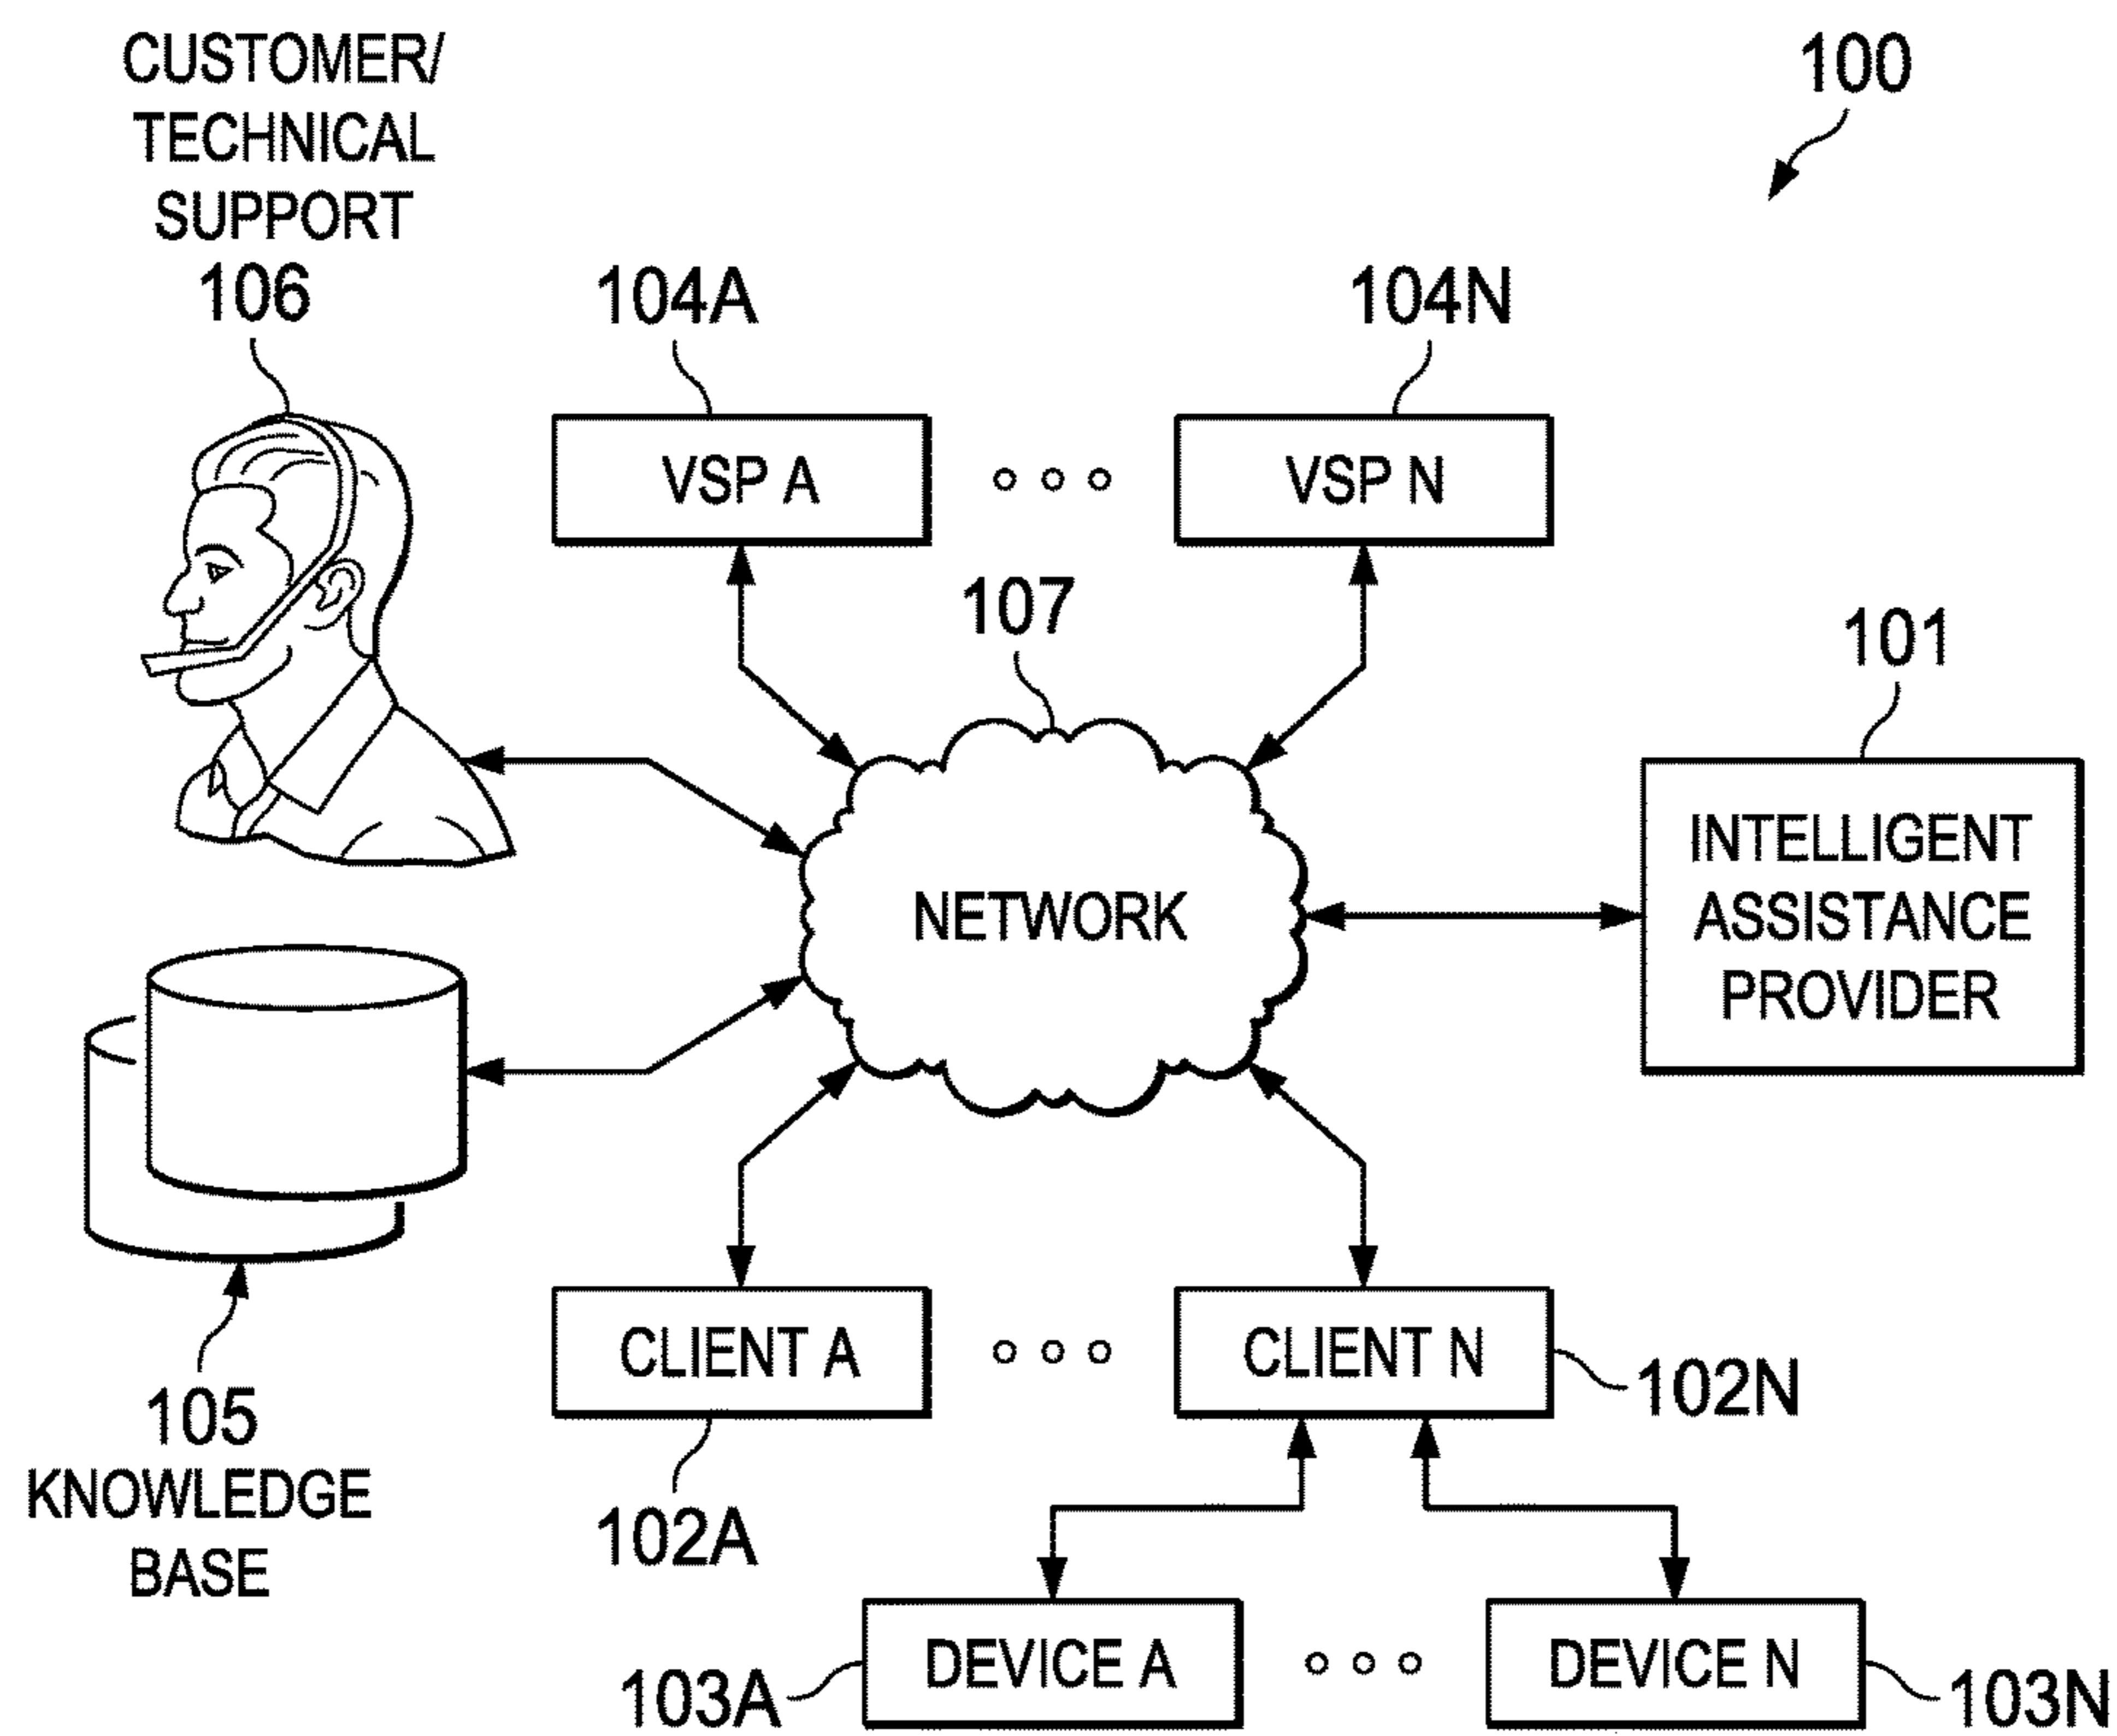 CUSTOMER/
TECHNICAL
SUPPORT
106
100
104A
104N
VSP A
VSP N
107
101
INTELLIGENT
ASSISTANCE
PROVIDER
NETWORK
CLIENT A
CLIENT N
102N
105
KNOWLEDGE
BASE
102A
DEVICE A
DEVICE N
103A
103N